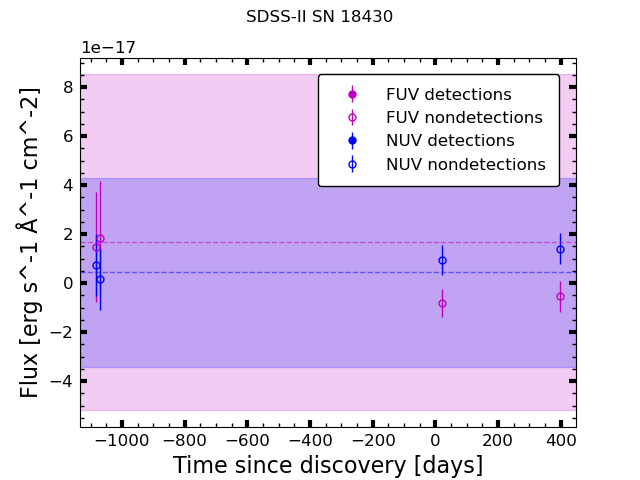 SDSS-II SN 18430
1e−17
8
6
4
2
0
−2
−4
Flux [erg s^-1 Å^-1 cm^-2]
FUV detections
FUV nondetections
NUV detections
NUV nondetections
−1000 −800 −600 −400 −200 0 200 400
Time since discovery [days]